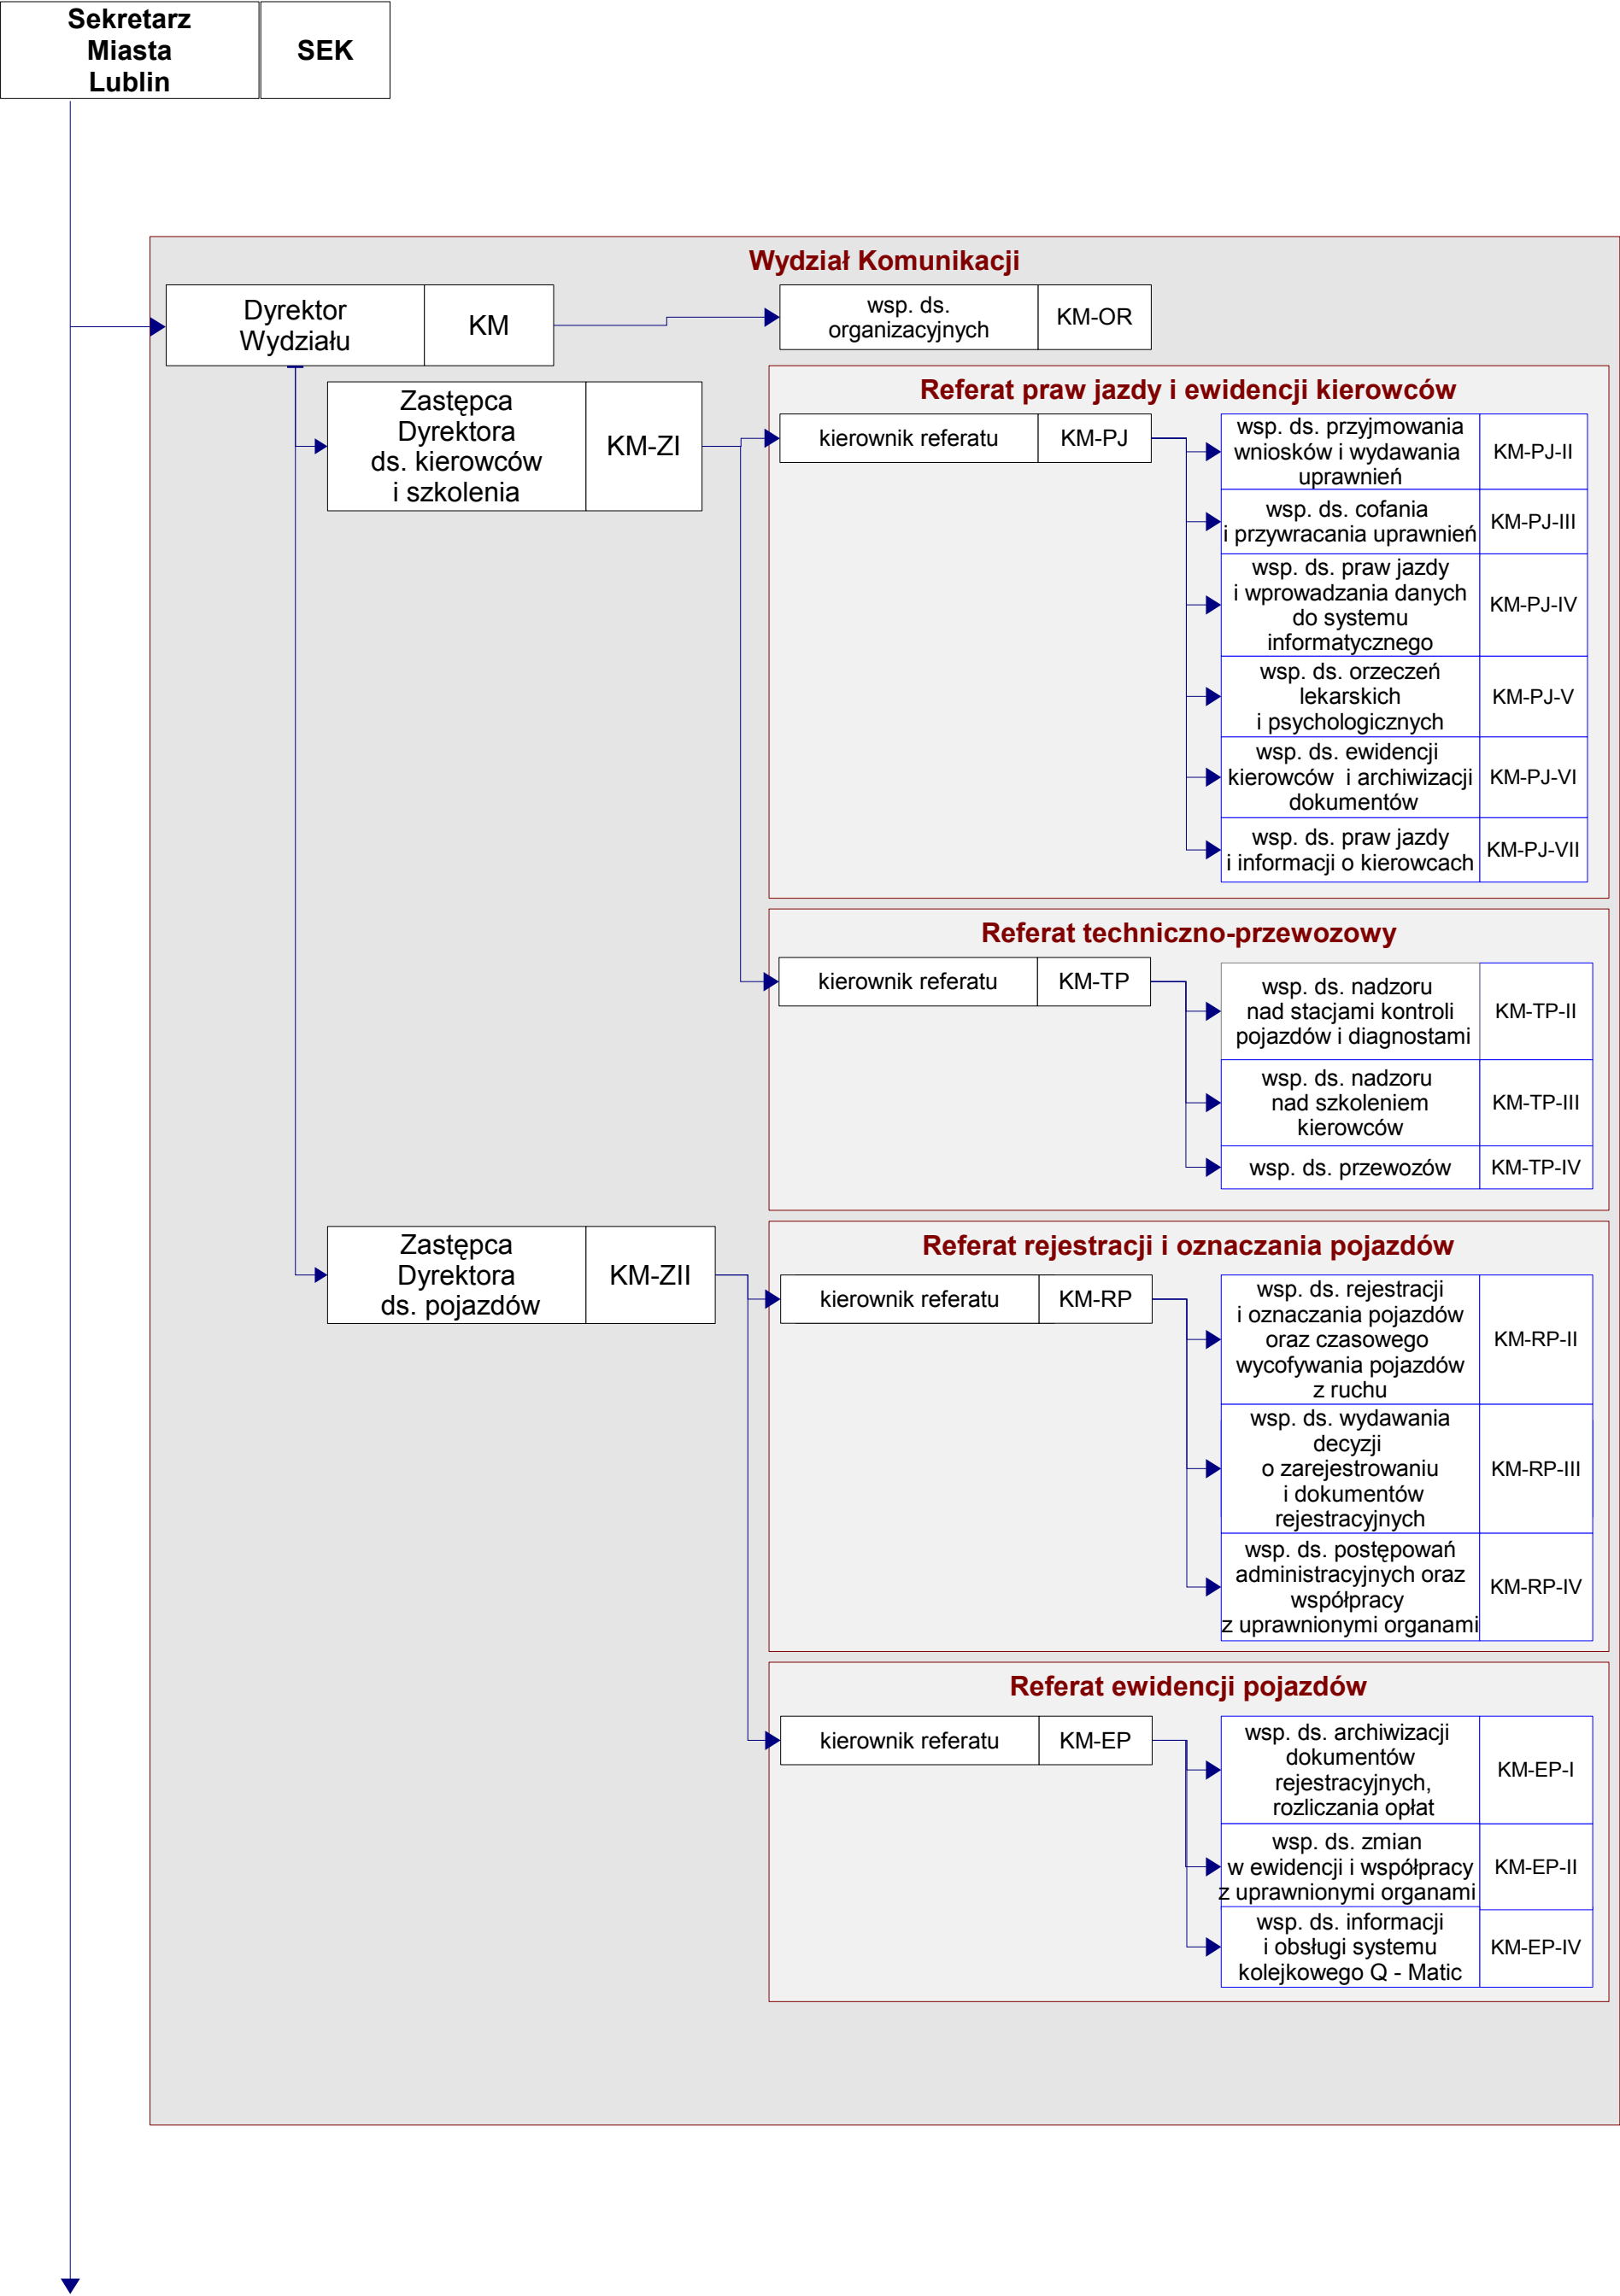 Sekretarz
Miasta
Lublin
SEK
Wydział Komunikacji
Dyrektor
Wydziału
KM
wsp. ds.
organizacyjnych
KM-OR
Zastępca
Dyrektora
ds. kierowców
i szkolenia
KM-ZI
Referat praw jazdy i ewidencji kierowców
kierownik referatu
KM-PJ
wsp. ds. przyjmowania
wniosków i wydawania
uprawnień
KM-PJ-II
wsp. ds. cofania
i przywracania uprawnień
KM-PJ-III
wsp. ds. praw jazdy
i wprowadzania danych
do systemu
informatycznego
KM-PJ-IV
wsp. ds. orzeczeń
lekarskich
i psychologicznych
KM-PJ-V
wsp. ds. ewidencji
kierowców i archiwizacji
dokumentów
KM-PJ-VI
wsp. ds. praw jazdy
i informacji o kierowcach
KM-PJ-VII
Referat techniczno-przewozowy
kierownik referatu
KM-TP
wsp. ds. nadzoru
nad stacjami kontroli
pojazdów i diagnostami
KM-TP-II
wsp. ds. nadzoru
nad szkoleniem
kierowców
KM-TP-III
wsp. ds. przewozów
KM-TP-IV
Zastępca
Dyrektora
ds. pojazdów
KM-ZII
Referat rejestracji i oznaczania pojazdów
kierownik referatu
KM-RP
wsp. ds. rejestracji
i oznaczania pojazdów
oraz czasowego
wycofywania pojazdów
z ruchu
KM-RP-II
wsp. ds. wydawania
decyzji
o zarejestrowaniu
i dokumentów
rejestracyjnych
KM-RP-III
wsp. ds. postępowań
administracyjnych oraz
współpracy
z uprawnionymi organami
KM-RP-IV
Referat ewidencji pojazdów
kierownik referatu
KM-EP
wsp. ds. archiwizacji
dokumentów
rejestracyjnych,
rozliczania opłat
KM-EP-I
wsp. ds. zmian
w ewidencji i współpracy
z uprawnionymi organami
KM-EP-II
wsp. ds. informacji
i obsługi systemu
kolejkowego Q - Matic
KM-EP-IV